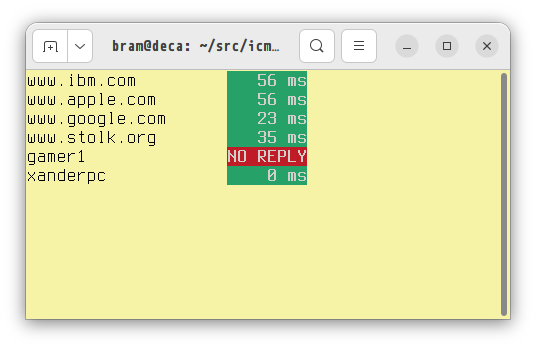 bram@deca: ~/src/icm…
www.ibm.com 56 ms
www.apple.com 56 ms
www.google.com 23 ms
www.stolk.org 35 ms
gamer1 NO REPLY
xanderpc 0 ms